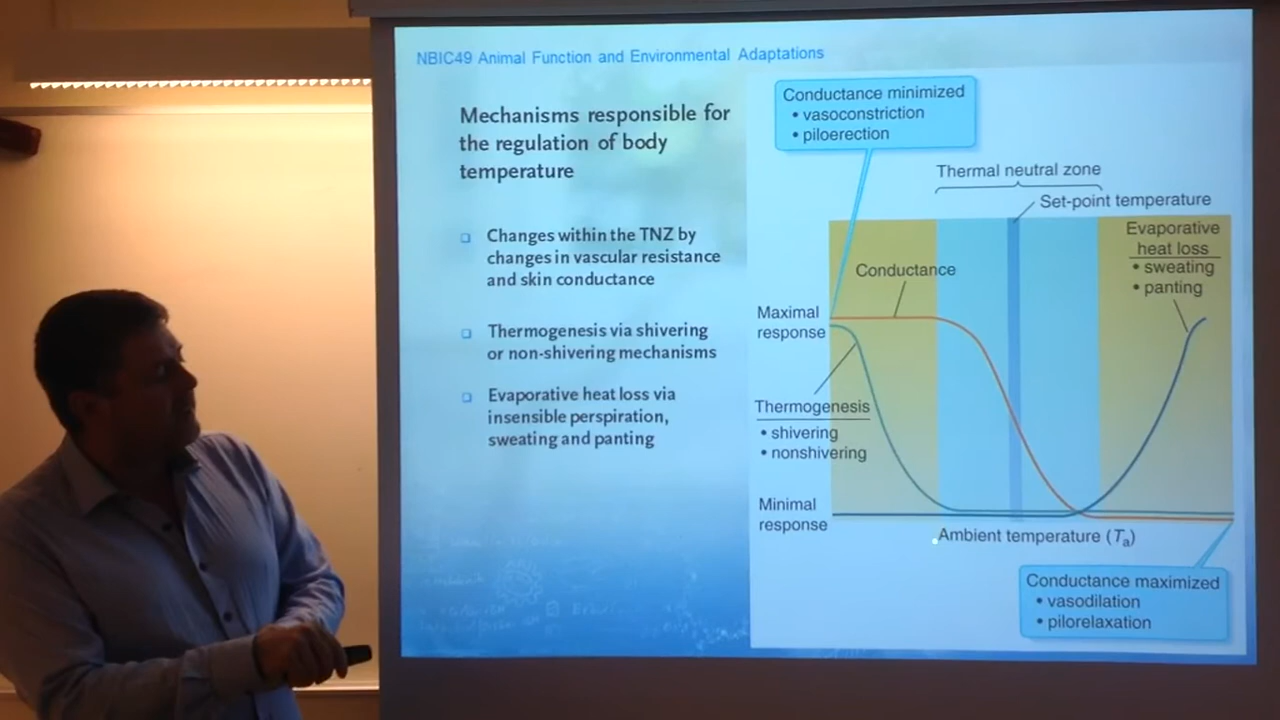 NBIC49 Animal Function and Environmental Adaptations
Mechanisms responsible for
the regulation of body
temperature
Changes within the TNZ by
changes in vascular resistance
and skin conductance
Thermogenesis via shivering
or non-shivering mechanisms
Evaporative heat loss via
insensible perspiration,
sweating and panting
Conductance minimized
• vasoconstriction
• piloerection
Thermal neutral zone
Set-point temperature
Evaporative
heat loss
• sweating
• panting
Conductance
Maximal
response
Thermogenesis
• shivering
• nonshivering
Minimal
response
Ambient temperature (Ta)
Conductance maximized
• vasodilation
• pilorelaxation